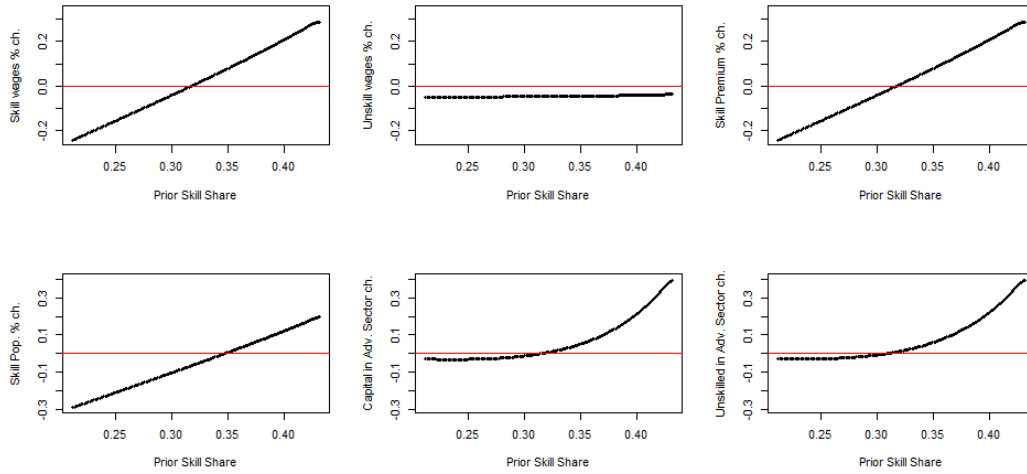 Skill wages % ch.
0.2
0.0
-0.2
0.25 0.30 0.35 0.40
Prior Skill Share
Unskill wages % ch.
0.2
0.0
-0.2
0.25 0.30 0.35 0.40
Prior Skill Share
Skill Premium % ch.
0.2
0.0
-0.2
0.25 0.30 0.35 0.40
Prior Skill Share
Skill Pop. % ch.
0.3
0.1
-0.1
-0.3
0.25 0.30 0.35 0.40
Prior Skill Share
Capital in Adv. Sector ch.
0.3
0.1
-0.1
-0.3
0.25 0.30 0.35 0.40
Prior Skill Share
Unskilled in Adv. Sector ch.
0.3
0.1
-0.1
-0.3
0.25 0.30 0.35 0.40
Prior Skill Share